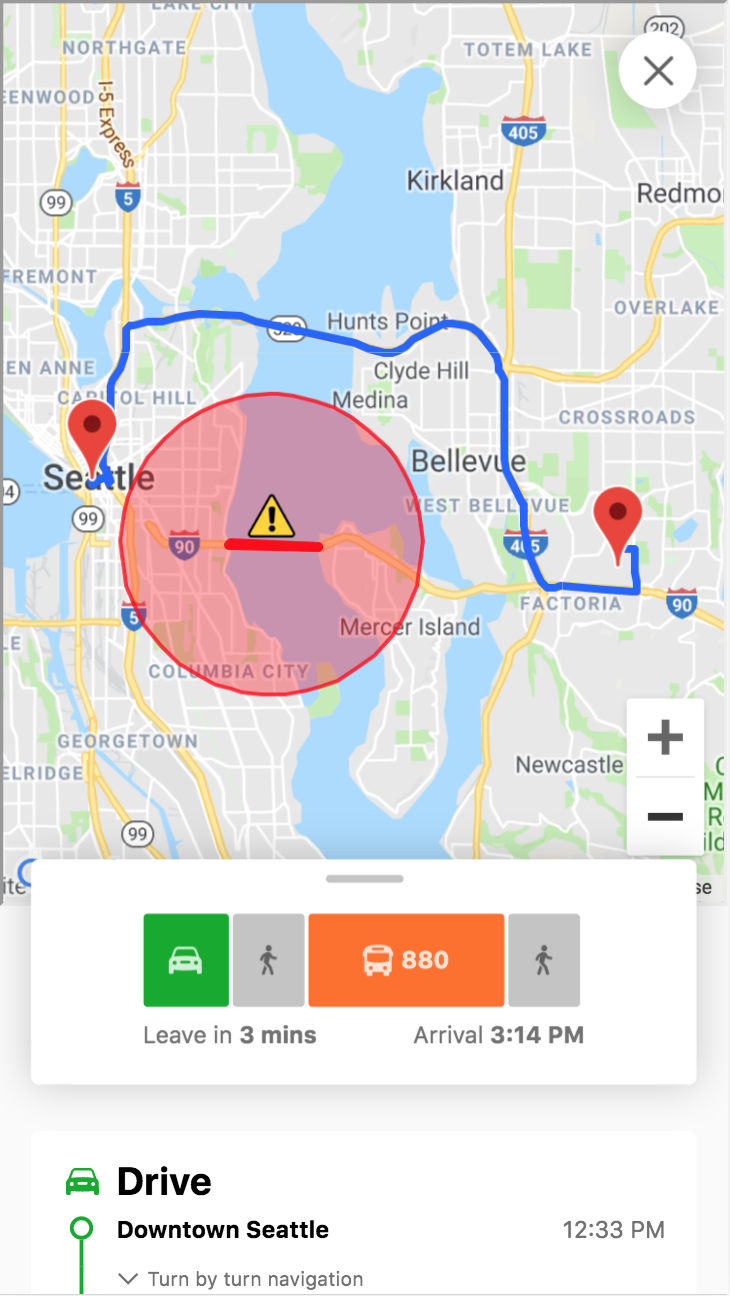 LAKE CITY
202
NORTHGATE
TOTEM LAKE
EENWOOD
I-5 Express
405
Kirkland
5
99
Redmo
FREMONT
OVERLAKE
520
Hunts Point
EEN ANNE
Clyde Hill
CAPITOL HILL
Medina
CROSSROADS
Bellevue
Seattle
WEST BELLEVUE
99
90
405
FACTORIA
90
5
Mercer Island
LE
COLUMBIA CITY
GEORGETOWN
Newcastle
ELRIDGE
99
880
Leave in 3 mins
Arrival 3:14 PM
Drive
Downtown Seattle
12:33 PM
Turn by turn navigation